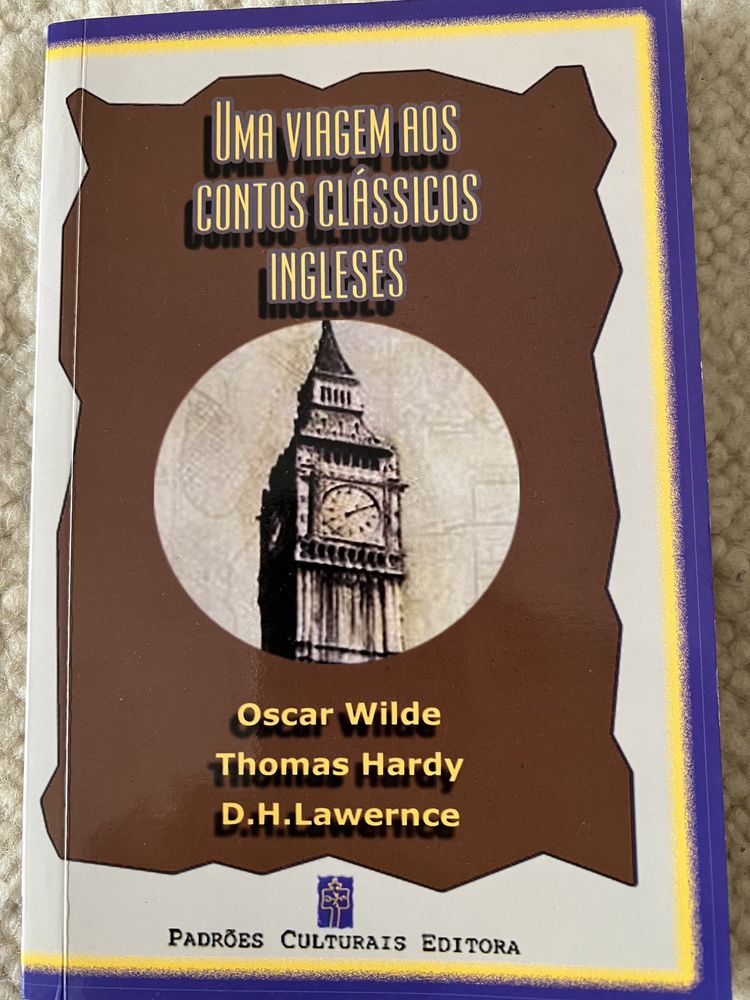 UMA VIAGEM AOS
CONTOS CLÁSSICOS
INGLESES
Oscar Wilde
Thomas Hardy
D.H.Lawernce
PADRÕES CULTURAIS EDITORA